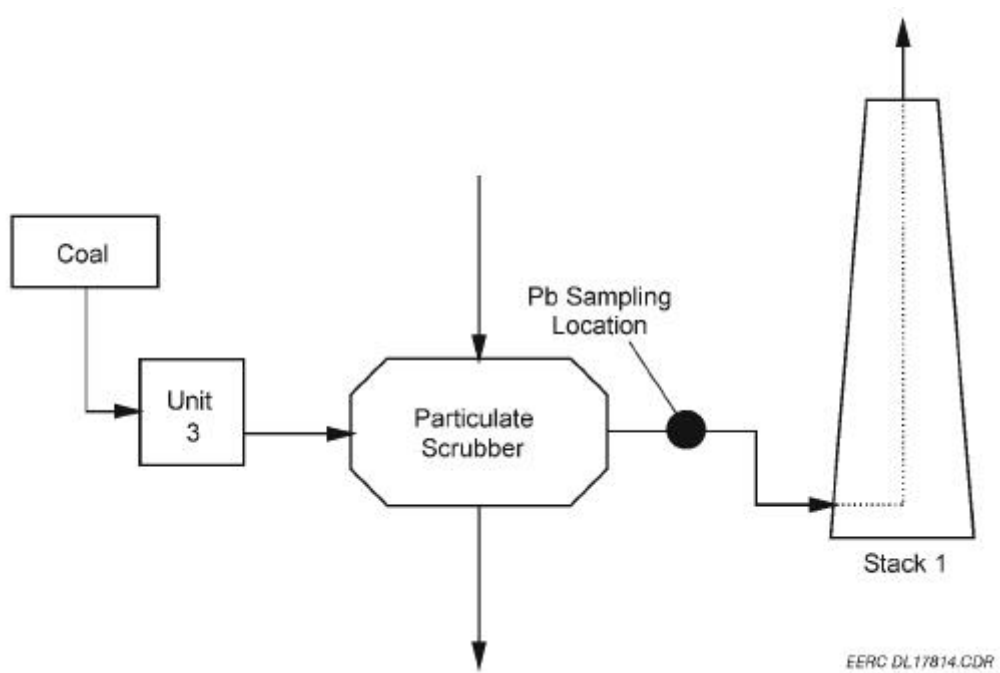 Coal
Unit
3
Particulate
Scrubber
Pb Sampling
Location
Stack 1
EERC DL17814.CDR